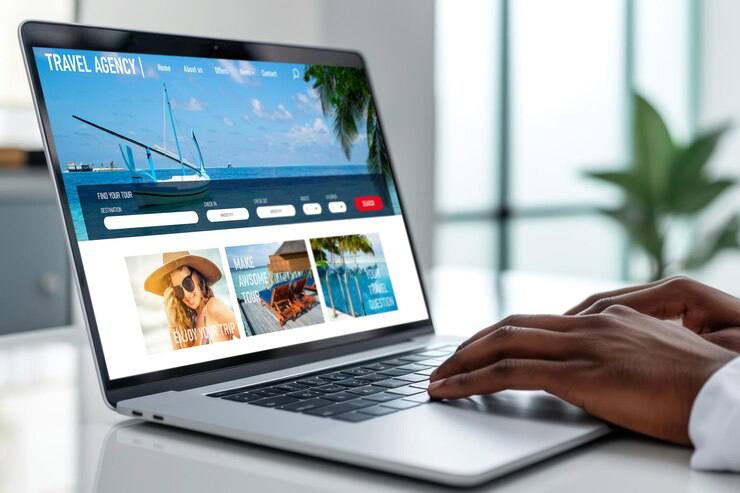 TRAVEL AGENCY |
Home About us Offers News Contact
FIND YOUR TOUR
DESTINATION CHECK IN CHECK OUT ADULTS CHILDREN
SEARCH
ENJOY YOUR TRIP
MAKE
AWSOME
TOUR
YOUR
TRAVEL
QUESTION